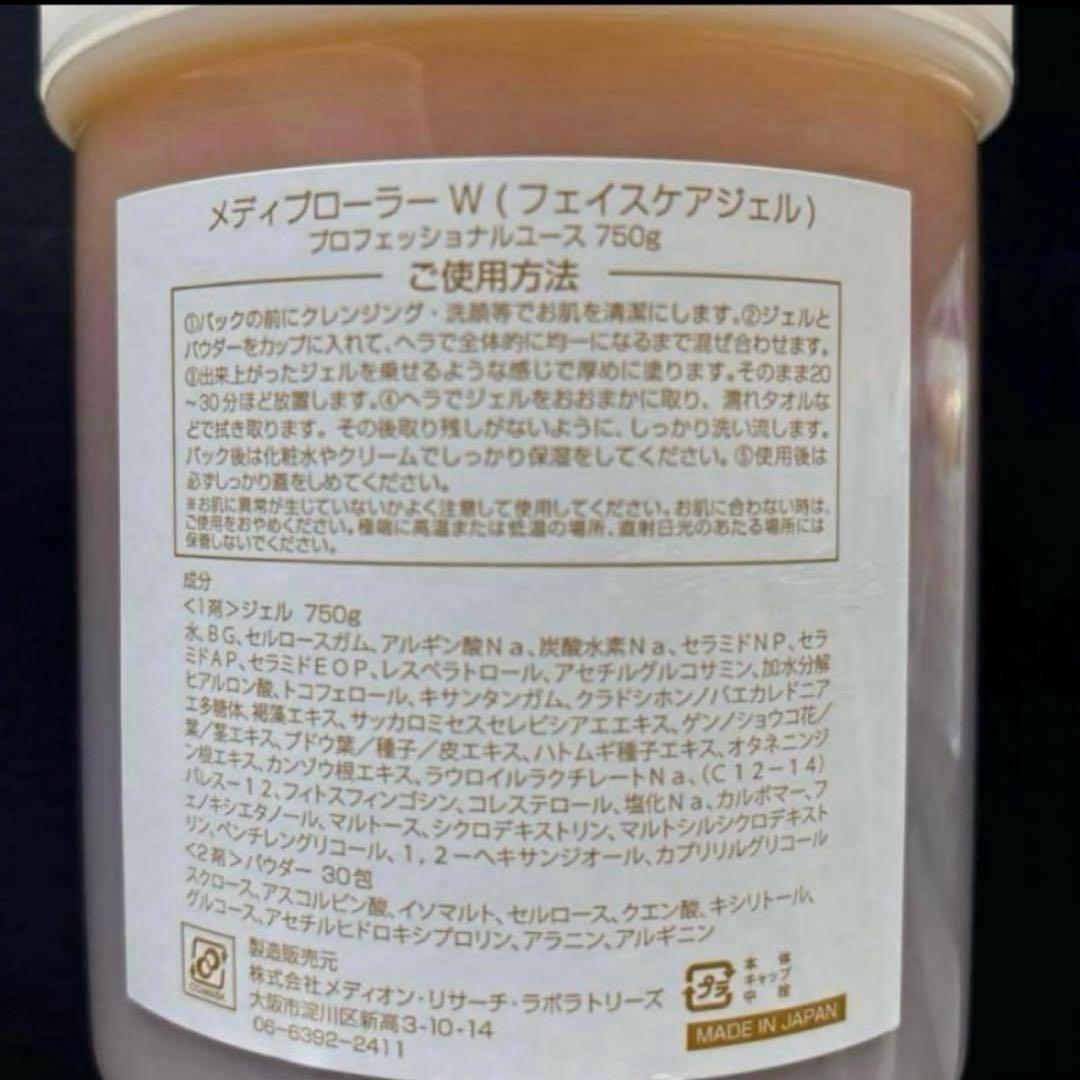 メディプローラーW(フェイスケアジェル)
プロフェッショナルユース 750g
ご使用方法
①パックの前にクレンジング・洗顔等でお肌を清潔にします。②ジェルと
パウダーをカップに入れて、ヘラで全体的に均一になるまで混ぜ合わせます。
③出来上がったジェルを乗せるような感じで厚めに塗ります。そのまま20
～30分ほど放置します。④ヘラでジェルをおおまかに取り、濡れタオルな
どで拭き取ります。その後取り残しがないように、しっかり洗い流します。
パック後は化粧水やクリームでしっかり保湿をしてください。⑤使用後は
必ずしっかり蓋をしめてください。
※お肌に異常が生じていないかよく注意して使用してください。お肌に合わない時は、
ご使用をおやめください。極端に高温または低温の場所、直射日光のあたる場所には
保管しないでください。
成分
<1剤>ジェル 750g
水、BG、セルロースガム、アルギン酸Na、炭酸水素Na、セラミドNP、セラ
ミドAP、セラミドEOP、レスベラトロール、アセチルグルコサミン、加水分解
ヒアルロン酸、トコフェロール、キサンタンガム、クラドシホンノバエカレドニア
エ多糖体、褐藻エキス、サッカロミセスセレビシアエエキス、ゲンノショウコ花/
葉/茎エキス、ブドウ葉/種子/皮エキス、ハトムギ種子エキス、オタネニンジ
ン根エキス、カンゾウ根エキス、ラウロイルラクチレートNa、(C12-14)
パレス-12、フィトスフィンゴシン、コレステロール、塩化Na、カルボマー、フ
ェノキシエタノール、マルトース、シクロデキストリン、マルトシルシクロデキスト
リン、ペンチレングリコール、1,2-ヘキサンジオール、カプリリルグリコール
<2剤>パウダー 30包
スクロース、アスコルビン酸、イソマルト、セルロース、クエン酸、キシリトール、
グルコース、アセチルヒドロキシプロリン、アラニン、アルギニン
製造販売元
株式会社メディオン・リサーチ・ラボラトリーズ
大阪市淀川区新高3-10-14
06-6392-2411
プラ
本体
キャップ
中栓
MADE IN JAPAN